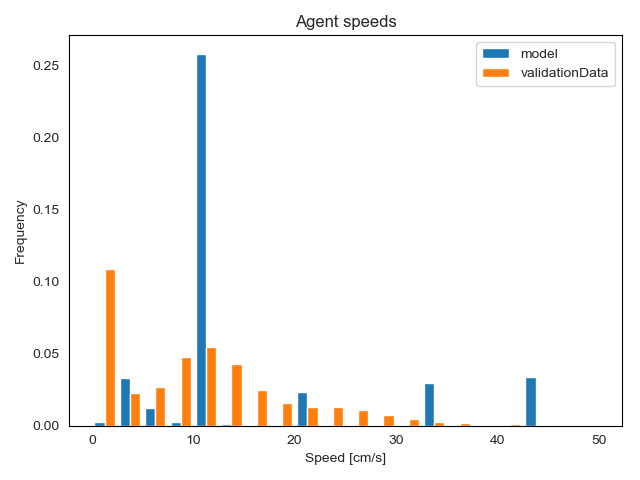 Agent speeds
model
validationData
0.25
0.20
0.15
0.10
0.05
0.00
Frequency
0 10 20 30 40 50
Speed [cm/s]